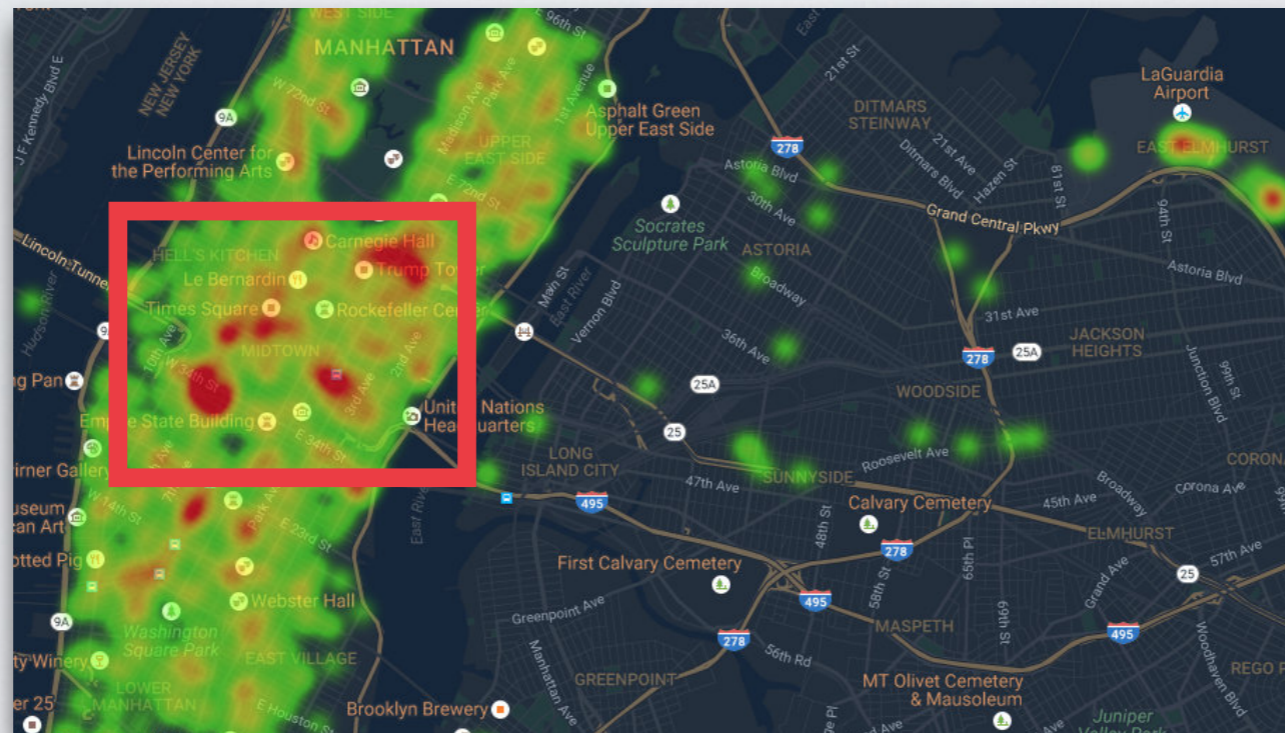 WEST SIDE
E 96th St
MANHATTAN
NEW JERSEY
NEW YORK
J F Kennedy Blvd E
9A
W 72nd St
Madison Ave
Park Ave
1st Avenue
Asphalt Green
Upper East Side
UPPER
EAST SIDE
E 72nd St
Lincoln Center for
the Performing Arts
21st St
DITMARS
STEINWAY
21st Ave
Ditmars Blvd
Hazen St
81st St
LaGuardia
Airport
EAST ELMHURST
94th St
278
Astoria Blvd
30th Ave
Grand Central Pkwy
Astoria Blvd
Socrates
Sculpture Park
ASTORIA
Broadway
31st Ave
Lincoln Tunnel
HELL'S KITCHEN
Carnegie Hall
Le Bernardin
Trump Tower
Times Square
Rockefeller Center
Hudson River
10th Ave
MIDTOWN
W 34th St
2nd Ave
3rd Ave
Main St
East River
Vernon Blvd
36th Ave
278
25A
JACKSON
HEIGHTS
Junction Blvd
99th St
25A
WOODSIDE
ng Pan
Empire State Building
E 34th St
United Nations
Headquarters
25
LONG
ISLAND CITY
47th Ave
SUNNYSIDE
Roosevelt Ave
CORONA
Corona Ave
Broadway
45th Ave
495
irner Gallery
W 14th St
Park Ave
E 23rd St
East River
useum
can Art
Calvary Cemetery
48th St
278
ELMHURST
57th Ave
25
otted Pig
First Calvary Cemetery
58th St
65th Pl
69th St
Grand Ave
495
Webster Hall
9A
Washington
Square Park
Greenpoint Ave
278
56th Rd
MASPETH
495
Woodhaven Blvd
REGO P
ty Winery
EAST VILLAGE
LOWER
MANHATTAN
E Houston St
Manhattan Ave
GREENPOINT
MT Olivet Cemetery
& Mausoleum
er 25
Brooklyn Brewery
Juniper
Valley Park